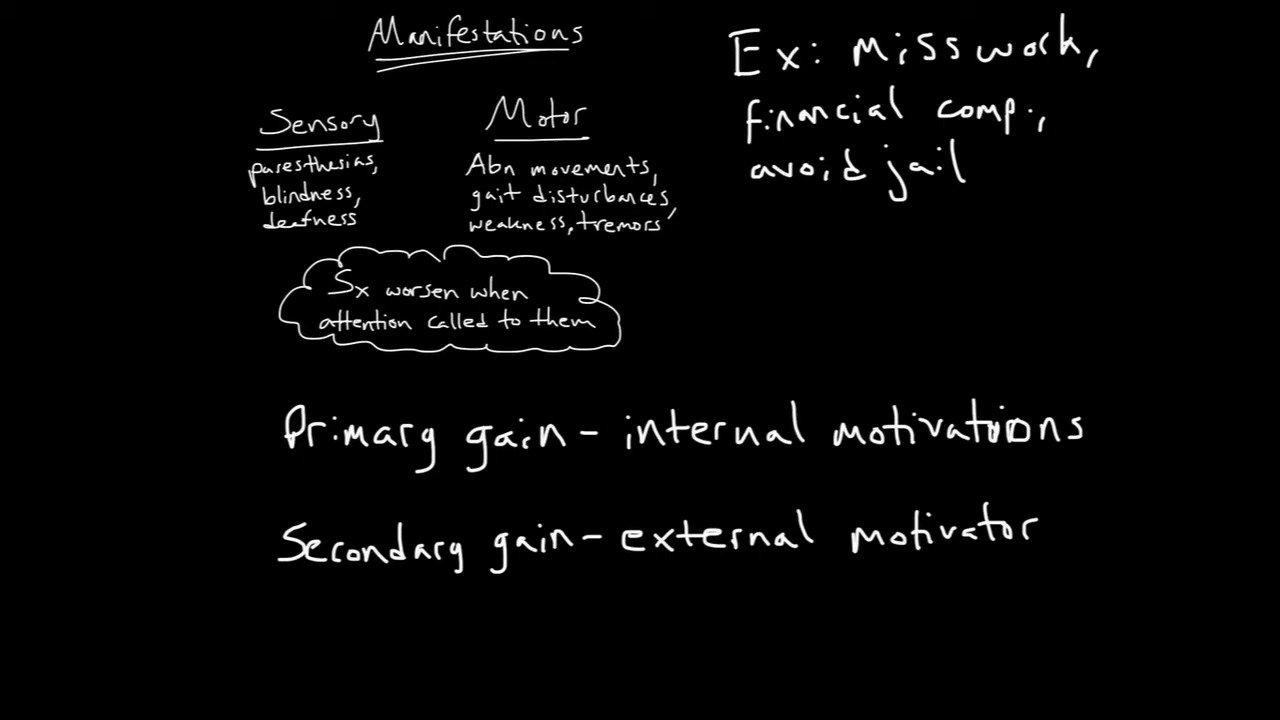 Manifestations
Sensory
paresthesias,
blindness,
deafness
Motor
Abn movements,
gait disturbances,
weakness, tremors
Sx worsen when
attention called to them
Ex: miss work,
financial comp.,
avoid jail
Primary gain - internal motivations
Secondary gain - external motivator